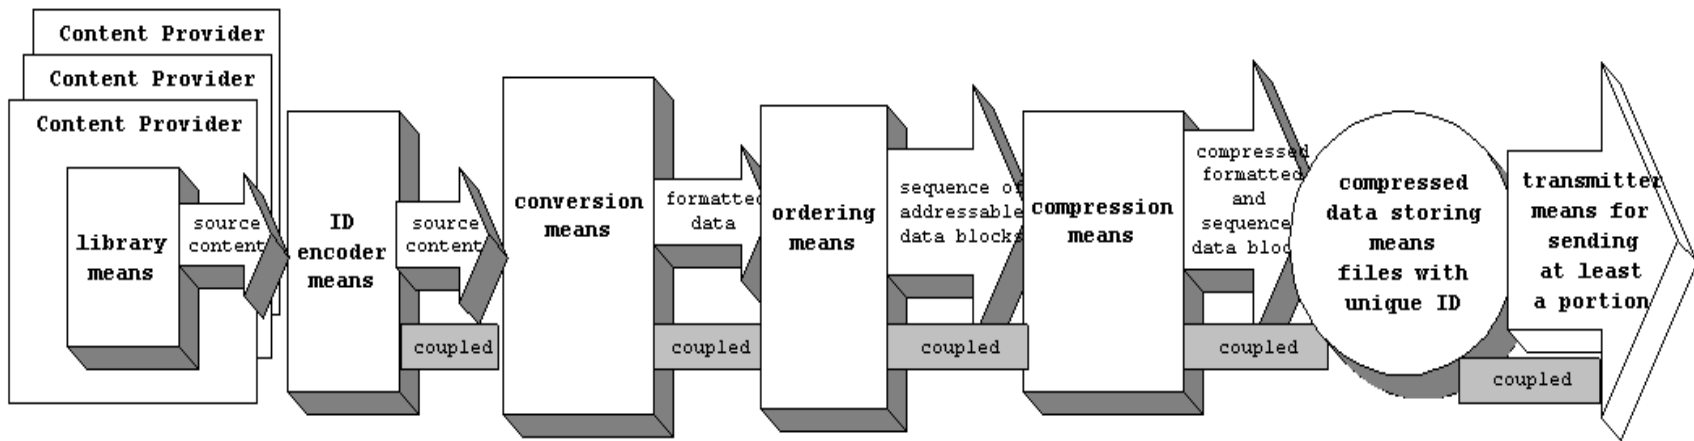 Content Provider
Content Provider
Content Provider
library
means
source
content
ID
encoder
means
source
content
coupled
conversion
means
formatted
data
coupled
ordering
means
sequence of
addressable
data blocks
coupled
compression
means
compressed
formatted
and
sequence
data bloc
coupled
compressed
data storing
means
files with
unique ID
transmitter
means for
sending
at least
a portion
coupled